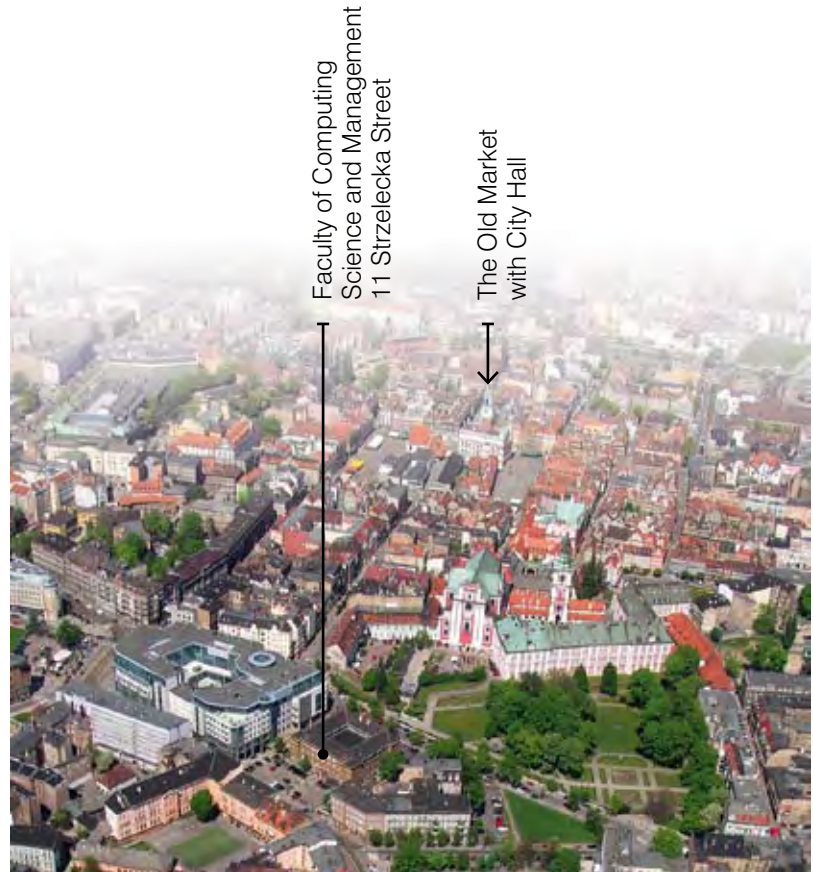 Faculty of Computing
Science and Management
11 Strzelecka Street
The Old Market
with City Hall